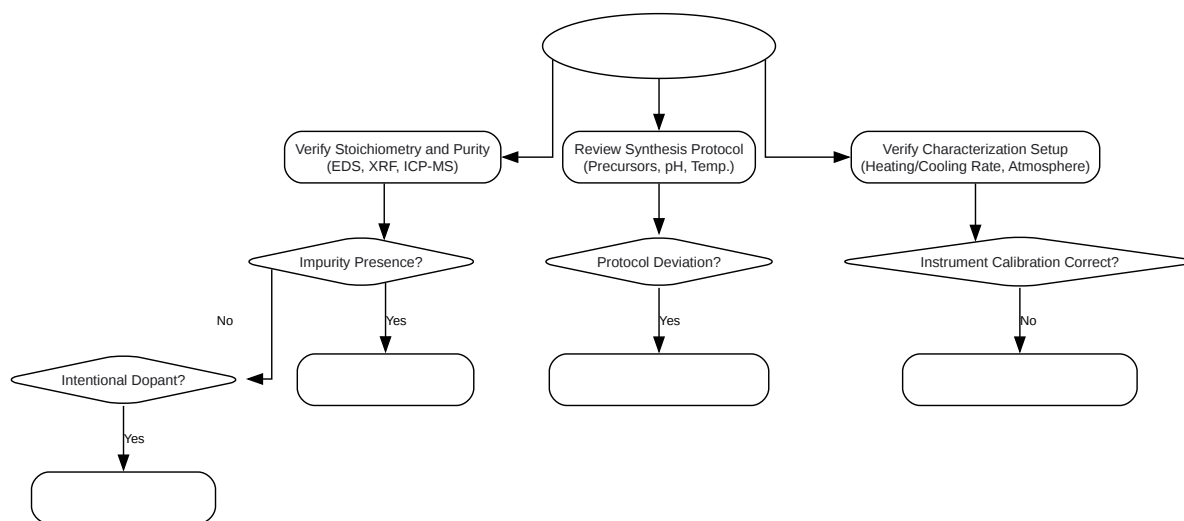 Verify Stoichiometry and Purity
(EDS, XRF, ICP-MS)
Review Synthesis Protocol
(Precursors, pH, Temp.)
Verify Characterization Setup
(Heating/Cooling Rate, Atmosphere)
Impurity Presence?
Protocol Deviation?
Instrument Calibration Correct?
No
Yes
Yes
No
Intentional Dopant?
Yes